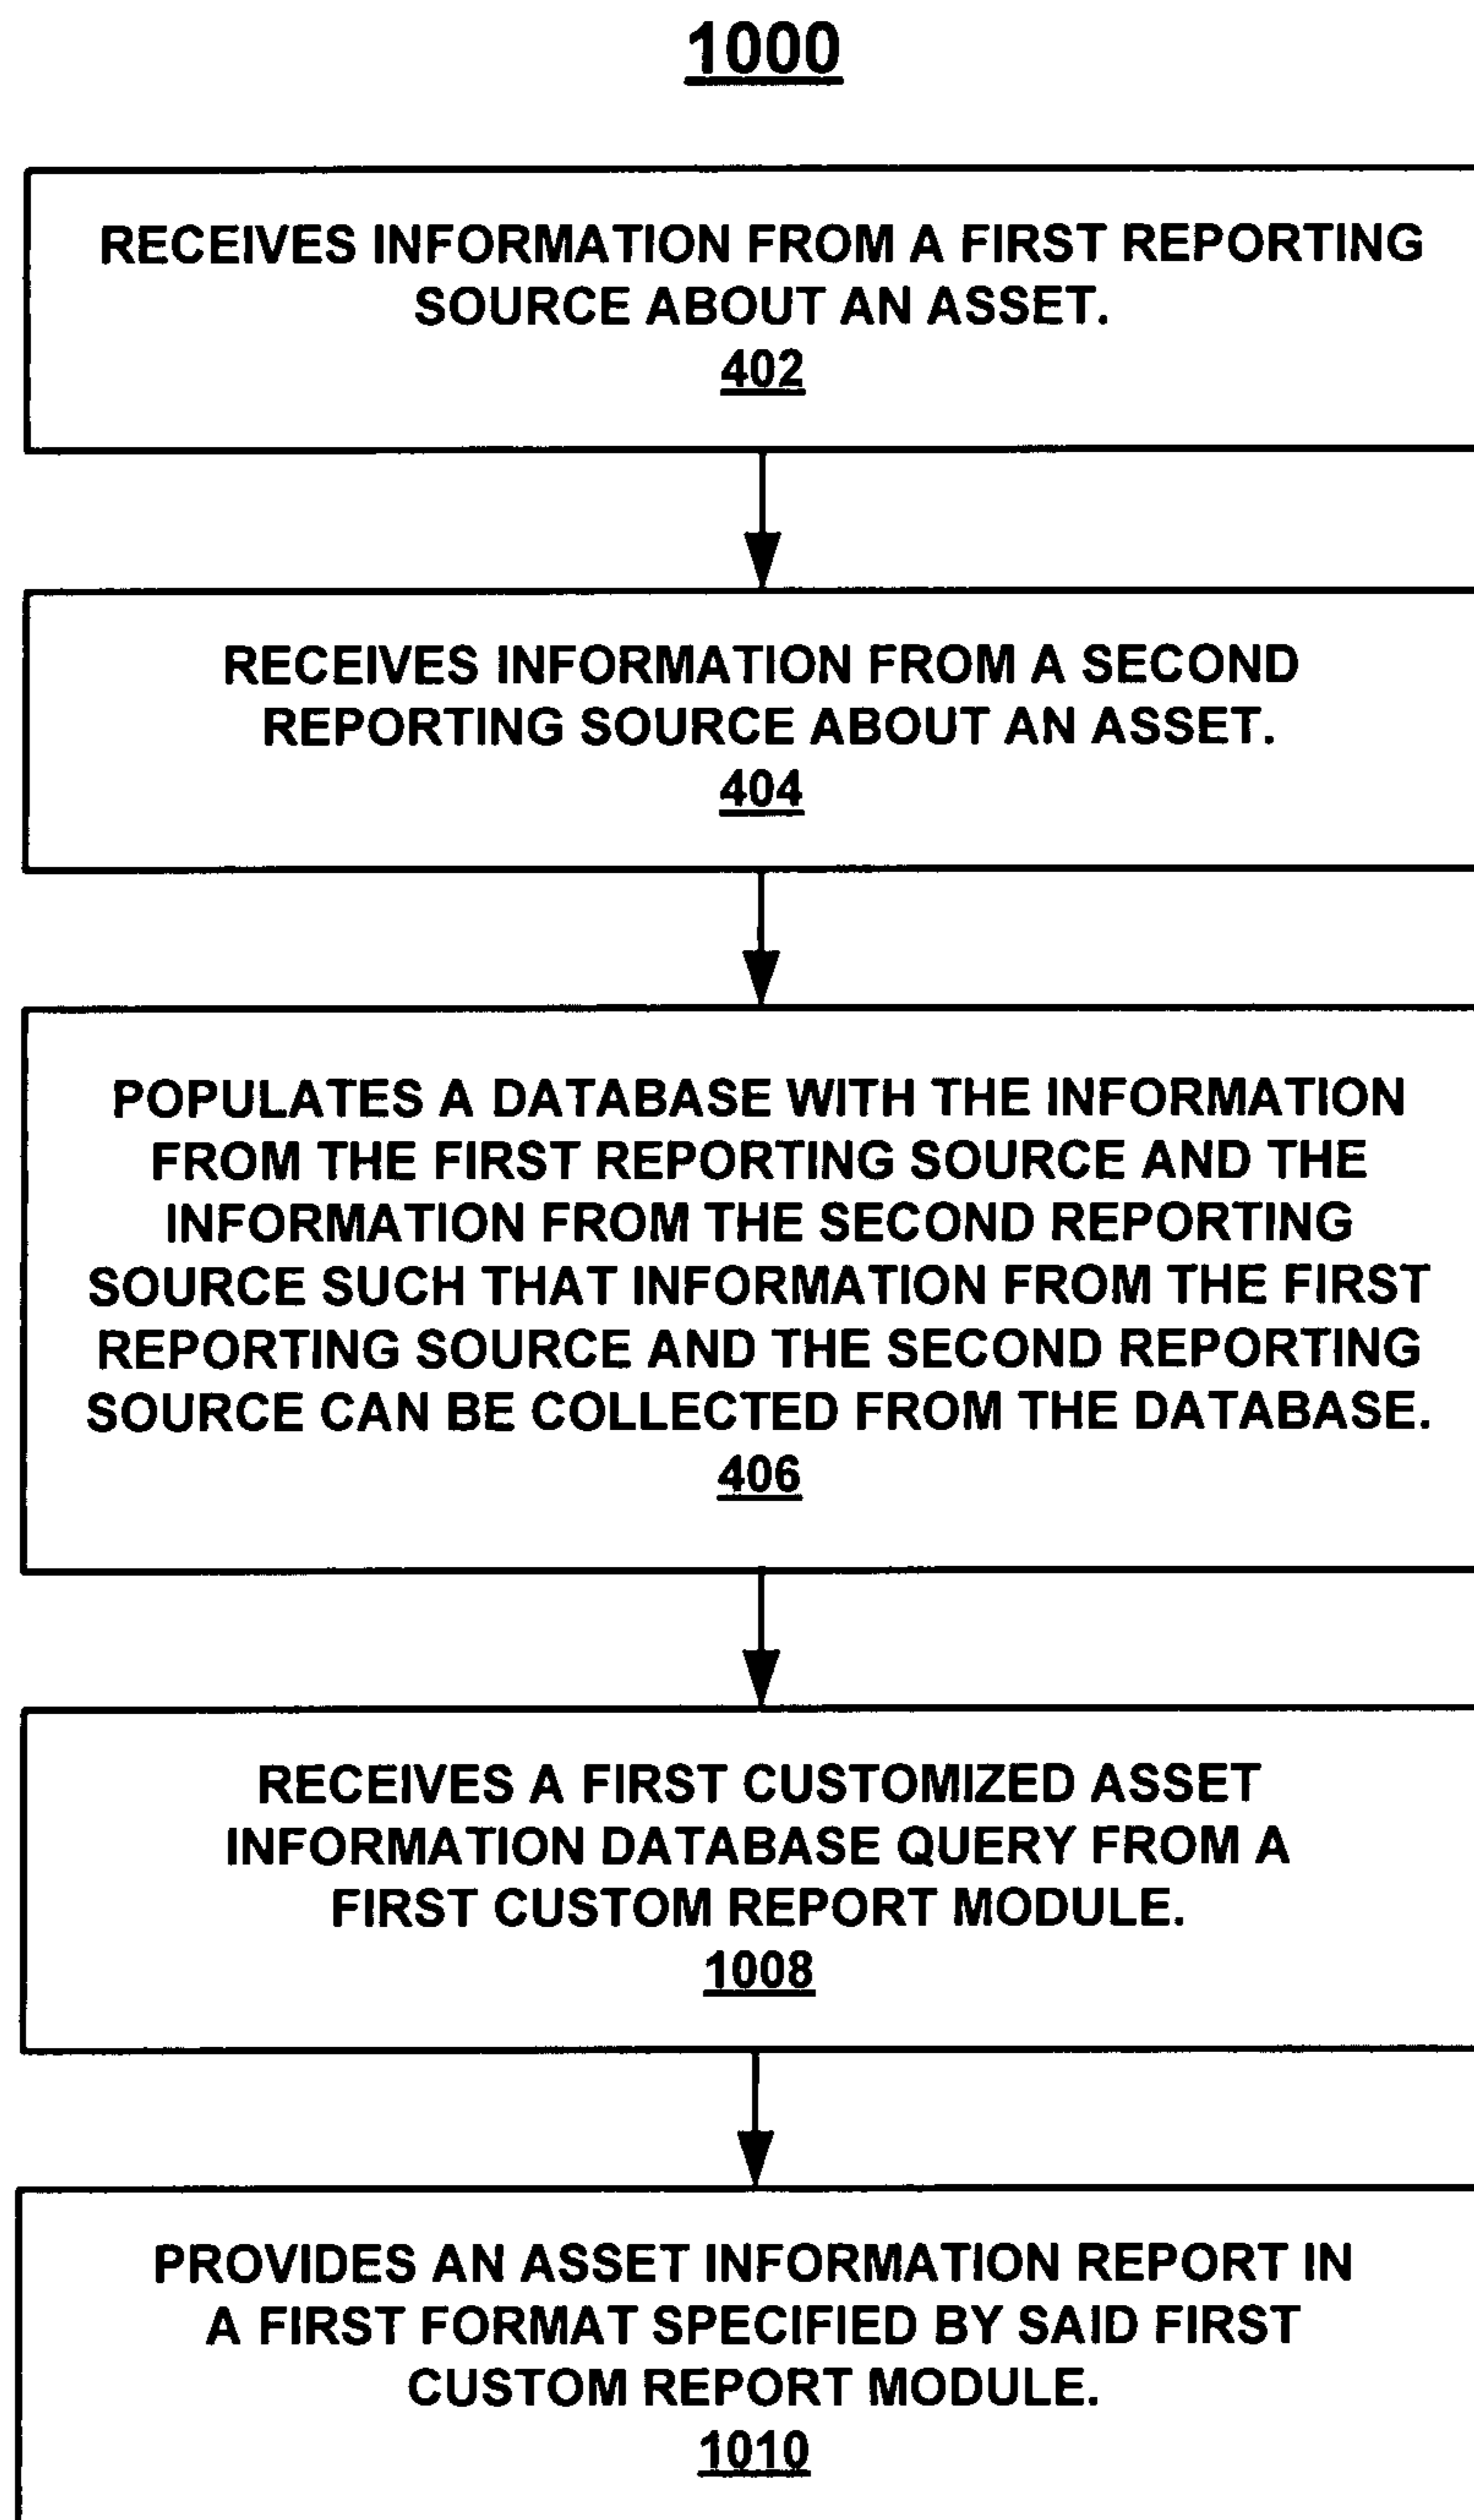 1000
RECEIVES INFORMATION FROM A FIRST REPORTING
SOURCE ABOUT AN ASSET.
402
RECEIVES INFORMATION FROM A SECOND
REPORTING SOURCE ABOUT AN ASSET.
404
POPULATES A DATABASE WITH THE INFORMATION
FROM THE FIRST REPORTING SOURCE AND THE
INFORMATION FROM THE SECOND REPORTING
SOURCE SUCH THAT INFORMATION FROM THE FIRST
REPORTING SOURCE AND THE SECOND REPORTING
SOURCE CAN BE COLLECTED FROM THE DATABASE.
406
RECEIVES A FIRST CUSTOMIZED ASSET
INFORMATION DATABASE QUERY FROM A
FIRST CUSTOM REPORT MODULE.
1008
PROVIDES AN ASSET INFORMATION REPORT IN
A FIRST FORMAT SPECIFIED BY SAID FIRST
CUSTOM REPORT MODULE.
1010